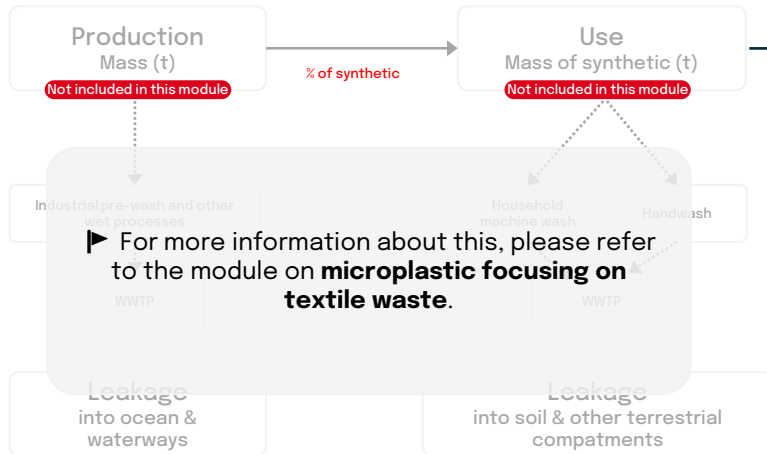 Production
Mass (t)
Not included in this module
% of synthetic
Use
Mass of synthetic (t)
Not included in this module
Industrial pre-wash and other
wet processes
Household
machine wash
Handwash
For more information about this, please refer
to the module on microplastic focusing on
textile waste.
WWTP
WWTP
Leakage
into ocean &
waterways
Leakage
into soil & other terrestrial
compatments